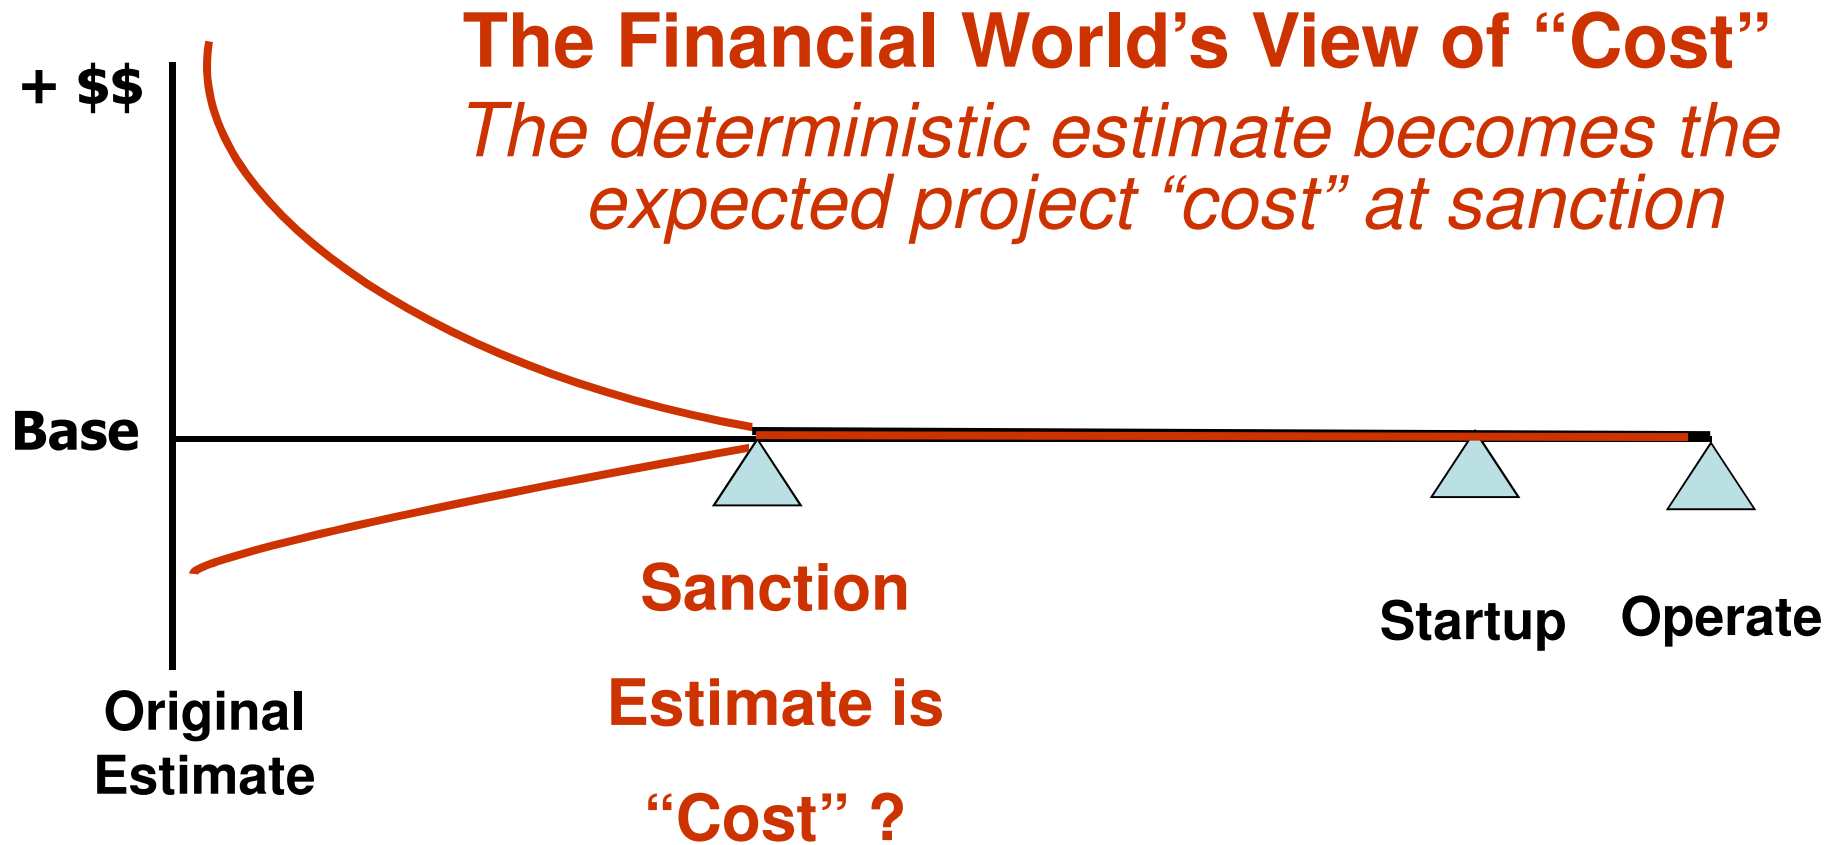 The Financial World’s View of “Cost”
The deterministic estimate becomes the
expected project “cost” at sanction
+ $$
Base
Sanction
Estimate is
“Cost” ?
Startup
Operate
Original
Estimate